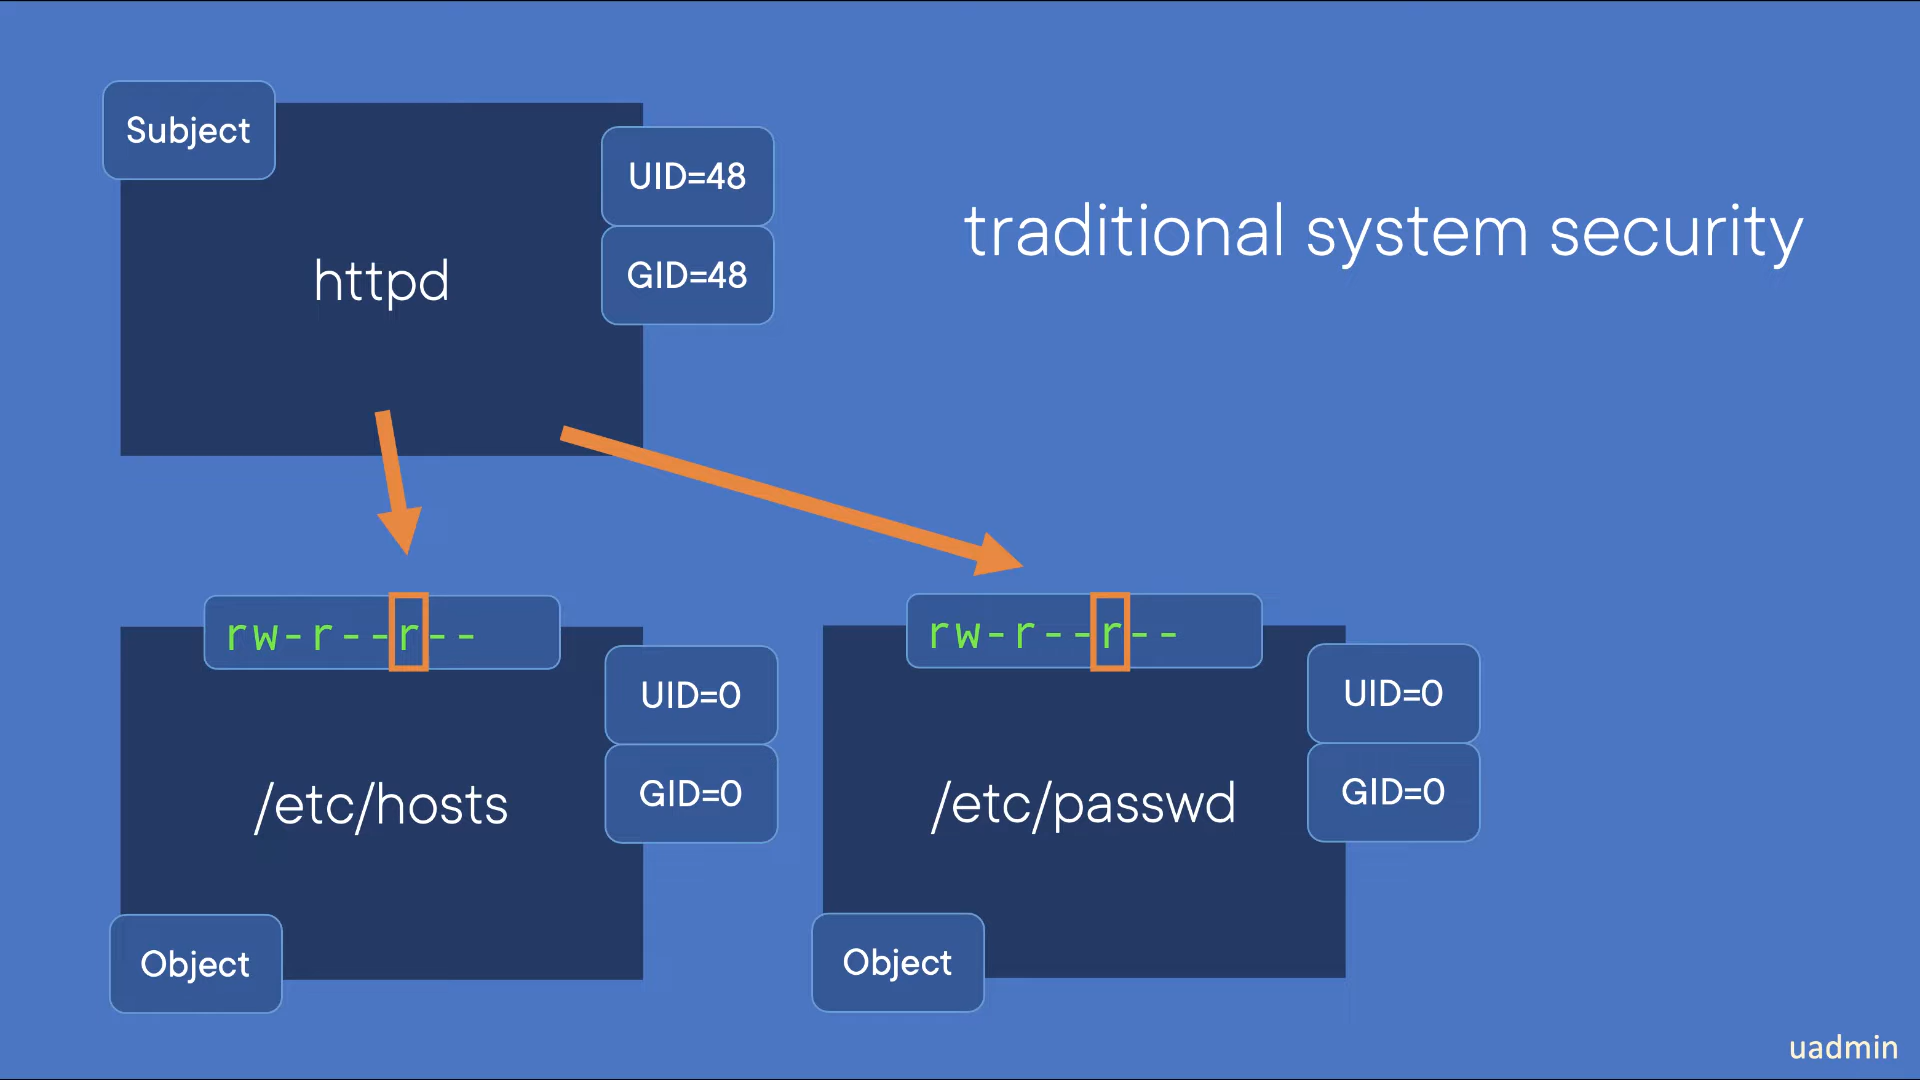 Subject
UID=48
GID=48
httpd
traditional system security
rw-r--r--
UID=0
GID=0
/etc/hosts
Object
rw-r--r--
UID=0
GID=0
/etc/passwd
Object
uadmin